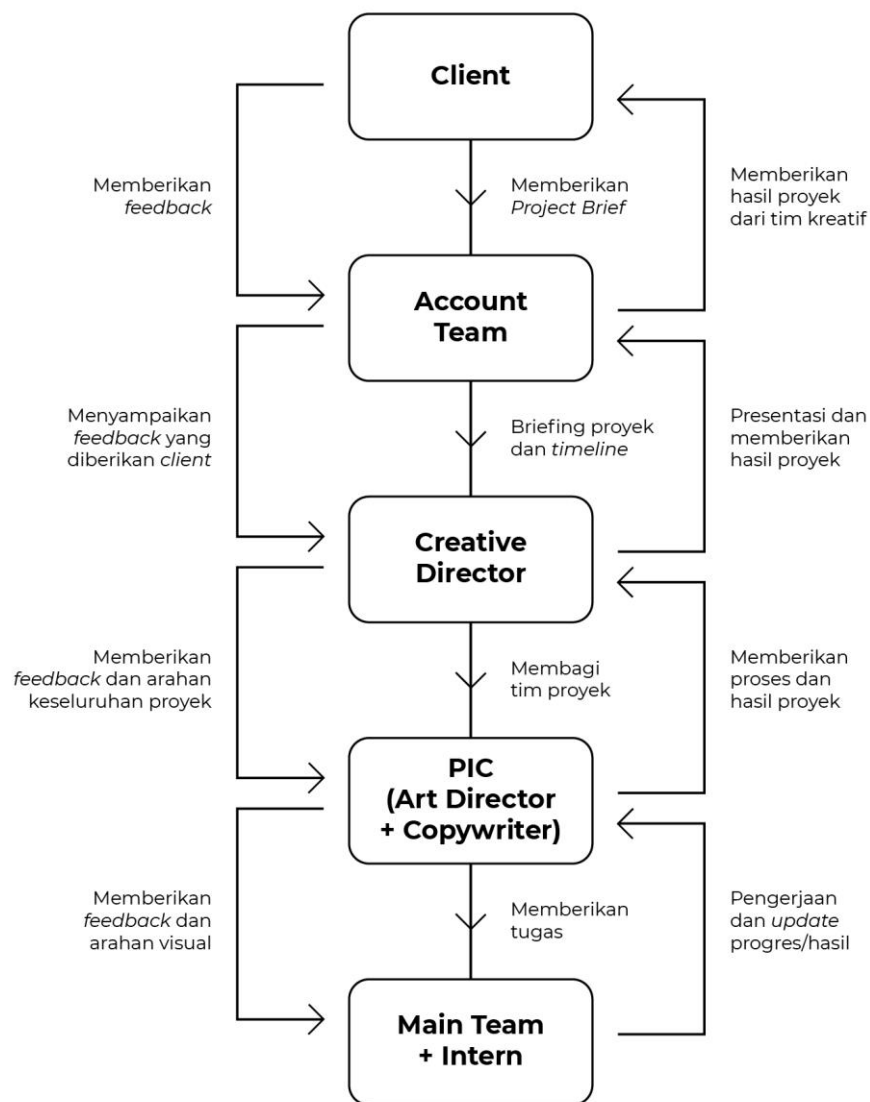 Client
Memberikan
feedback
Memberikan
Project Brief
Memberikan
hasil proyek
dari tim kreatif
Account
Team
Menyampaikan
feedback yang
diberikan client
Briefing proyek
dan timeline
Presentasi dan
memberikan
hasil proyek
Creative
Director
Memberikan
feedback dan arahan
keseluruhan proyek
Membagi
tim proyek
Memberikan
proses dan
hasil proyek
PIC
(Art Director
+ Copywriter)
Memberikan
feedback dan
arahan visual
Memberikan
tugas
Pengerjaan
dan update
progres/hasil
Main Team
+ Intern